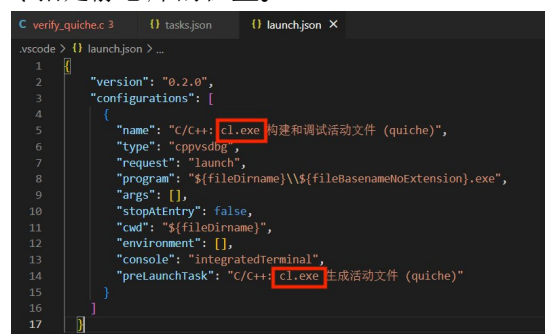 C verify_quiche.c 3 {} tasks.json {} launch.json ×
.vscode > {} launch.json > ...
1 {
2 "version": "0.2.0",
3 "configurations": [
4 {
5 "name": "C/C++: cl.exe 构建和调试活动文件 (quiche)",
6 "type": "cppvsdbg",
7 "request": "launch",
8 "program": "${fileDirname}\\${fileBasenameNoExtension}.exe",
9 "args": [],
10 "stopAtEntry": false,
11 "cwd": "${fileDirname}",
12 "environment": [],
13 "console": "integratedTerminal",
14 "preLaunchTask": "C/C++: cl.exe 生成活动文件 (quiche)"
15 }
16 ]
17 }